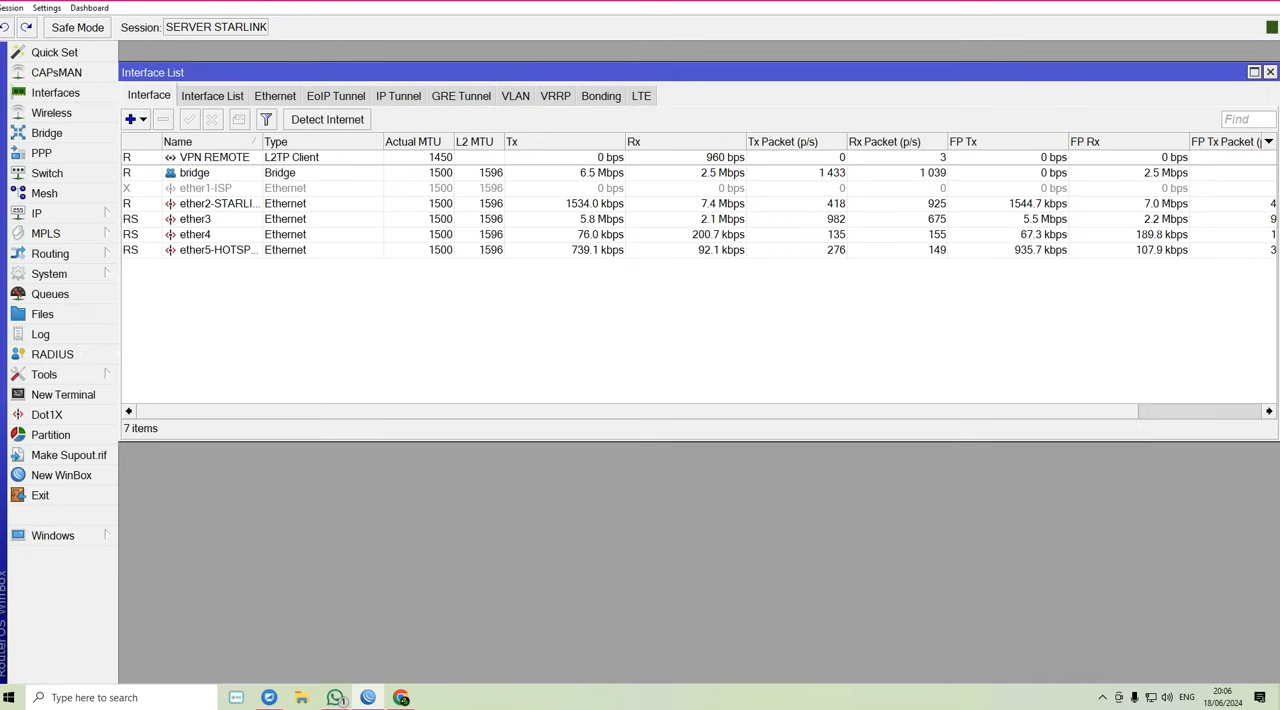 Session Settings Dashboard
Safe Mode Session: SERVER STARLINK
Quick Set
CAPsMAN
Interfaces
Wireless
Bridge
PPP
Switch
Mesh
IP
MPLS
Routing
System
Queues
Files
Log
RADIUS
Tools
New Terminal
Dot1X
Partition
Make Supout.rif
New WinBox
Exit
Windows
RouterOS WinBox
Interface List
Interface Interface List Ethernet EoIP Tunnel IP Tunnel GRE Tunnel VLAN VRRP Bonding LTE
Detect Internet Find
Name Type Actual MTU L2 MTU Tx Rx Tx Packet (p/s) Rx Packet (p/s) FP Tx FP Rx FP Tx Packet (
R VPN REMOTE L2TP Client 1450 0 bps 960 bps 0 3 0 bps 0 bps
R bridge Bridge 1500 1596 6.5 Mbps 2.5 Mbps 1 433 1 039 0 bps 2.5 Mbps
X ether1-ISP Ethernet 1500 1596 0 bps 0 bps 0 0 0 bps 0 bps
R ether2-STARLI... Ethernet 1500 1596 1534.0 kbps 7.4 Mbps 418 925 1544.7 kbps 7.0 Mbps 4
RS ether3 Ethernet 1500 1596 5.8 Mbps 2.1 Mbps 982 675 5.5 Mbps 2.2 Mbps 9
RS ether4 Ethernet 1500 1596 76.0 kbps 200.7 kbps 135 155 67.3 kbps 189.8 kbps 1
RS ether5-HOTSP... Ethernet 1500 1596 739.1 kbps 92.1 kbps 276 149 935.7 kbps 107.9 kbps 3
7 items
Type here to search
1
ENG
20:06
18/06/2024